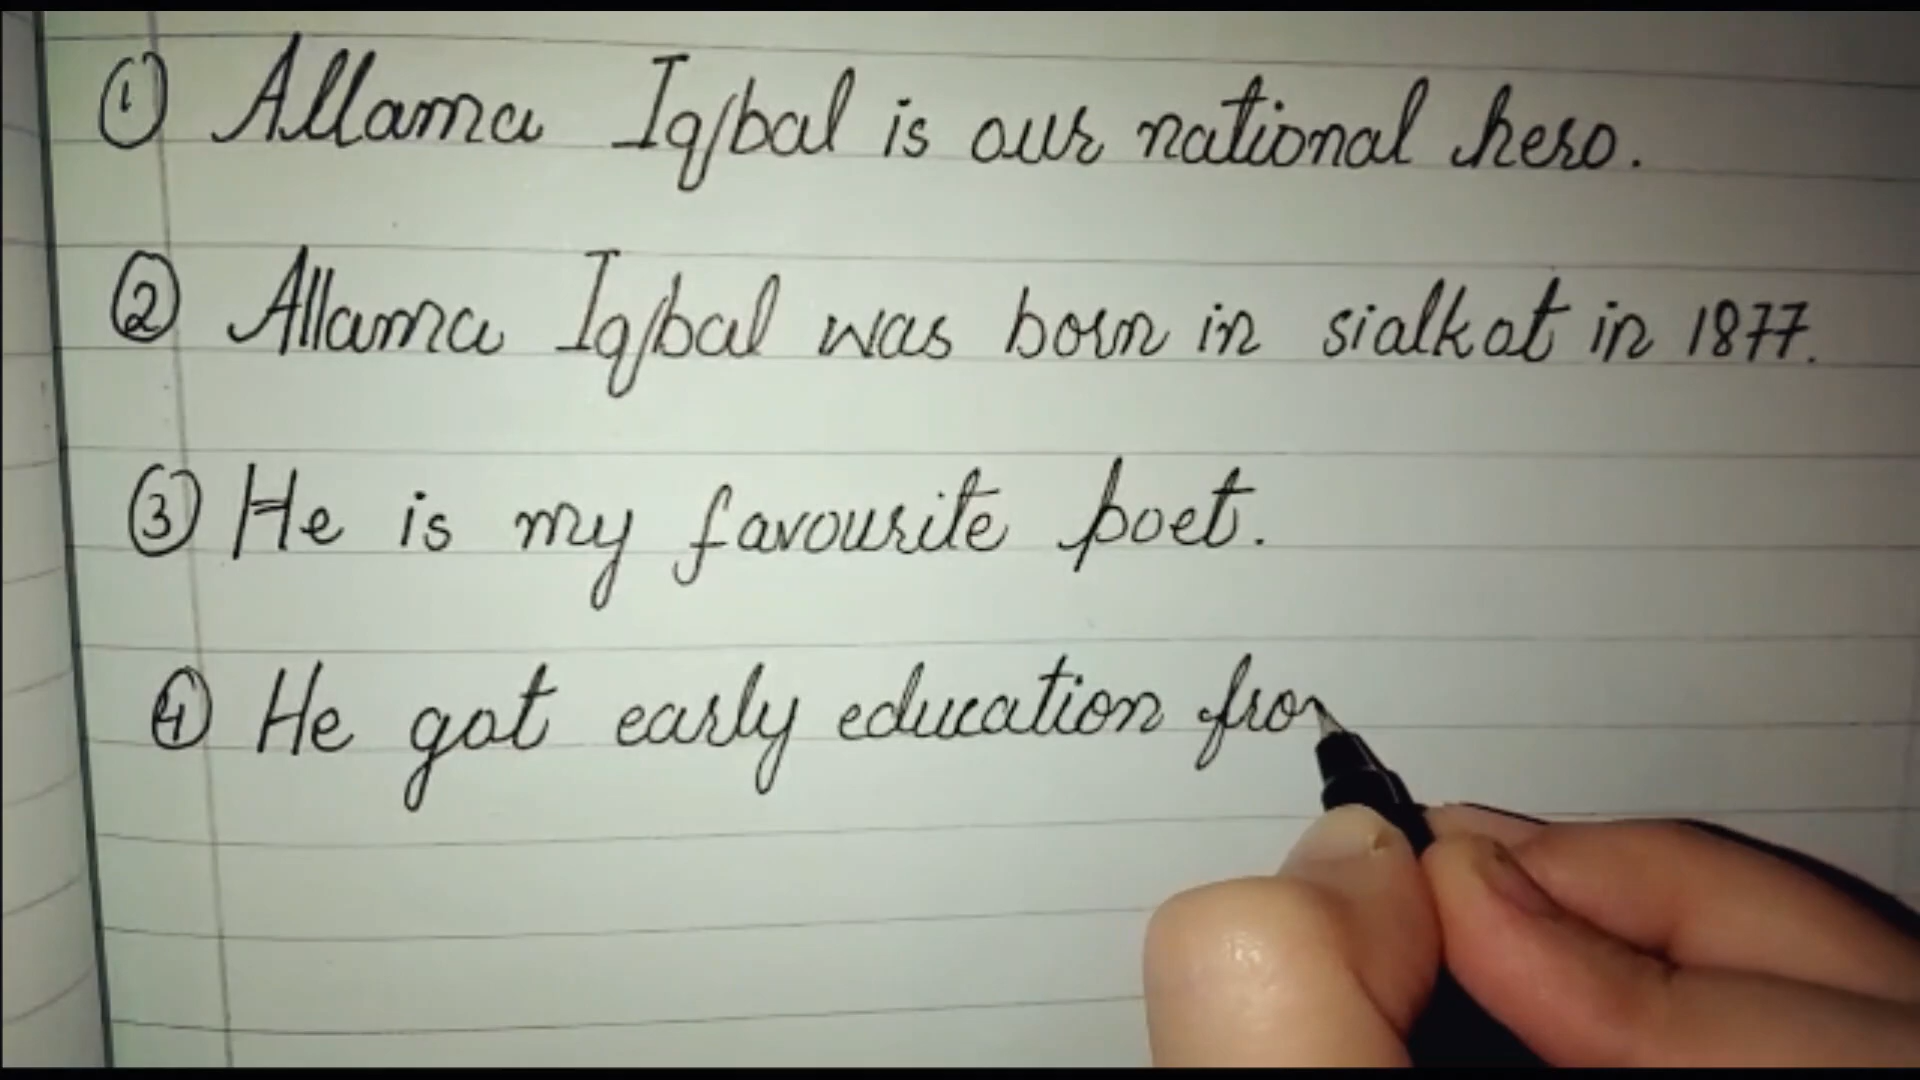 ① Allama Iqbal is our national hero.
② Allama Iqbal was born in sialkot in 1877.
③ He is my favourite poet.
④ He got early education fro